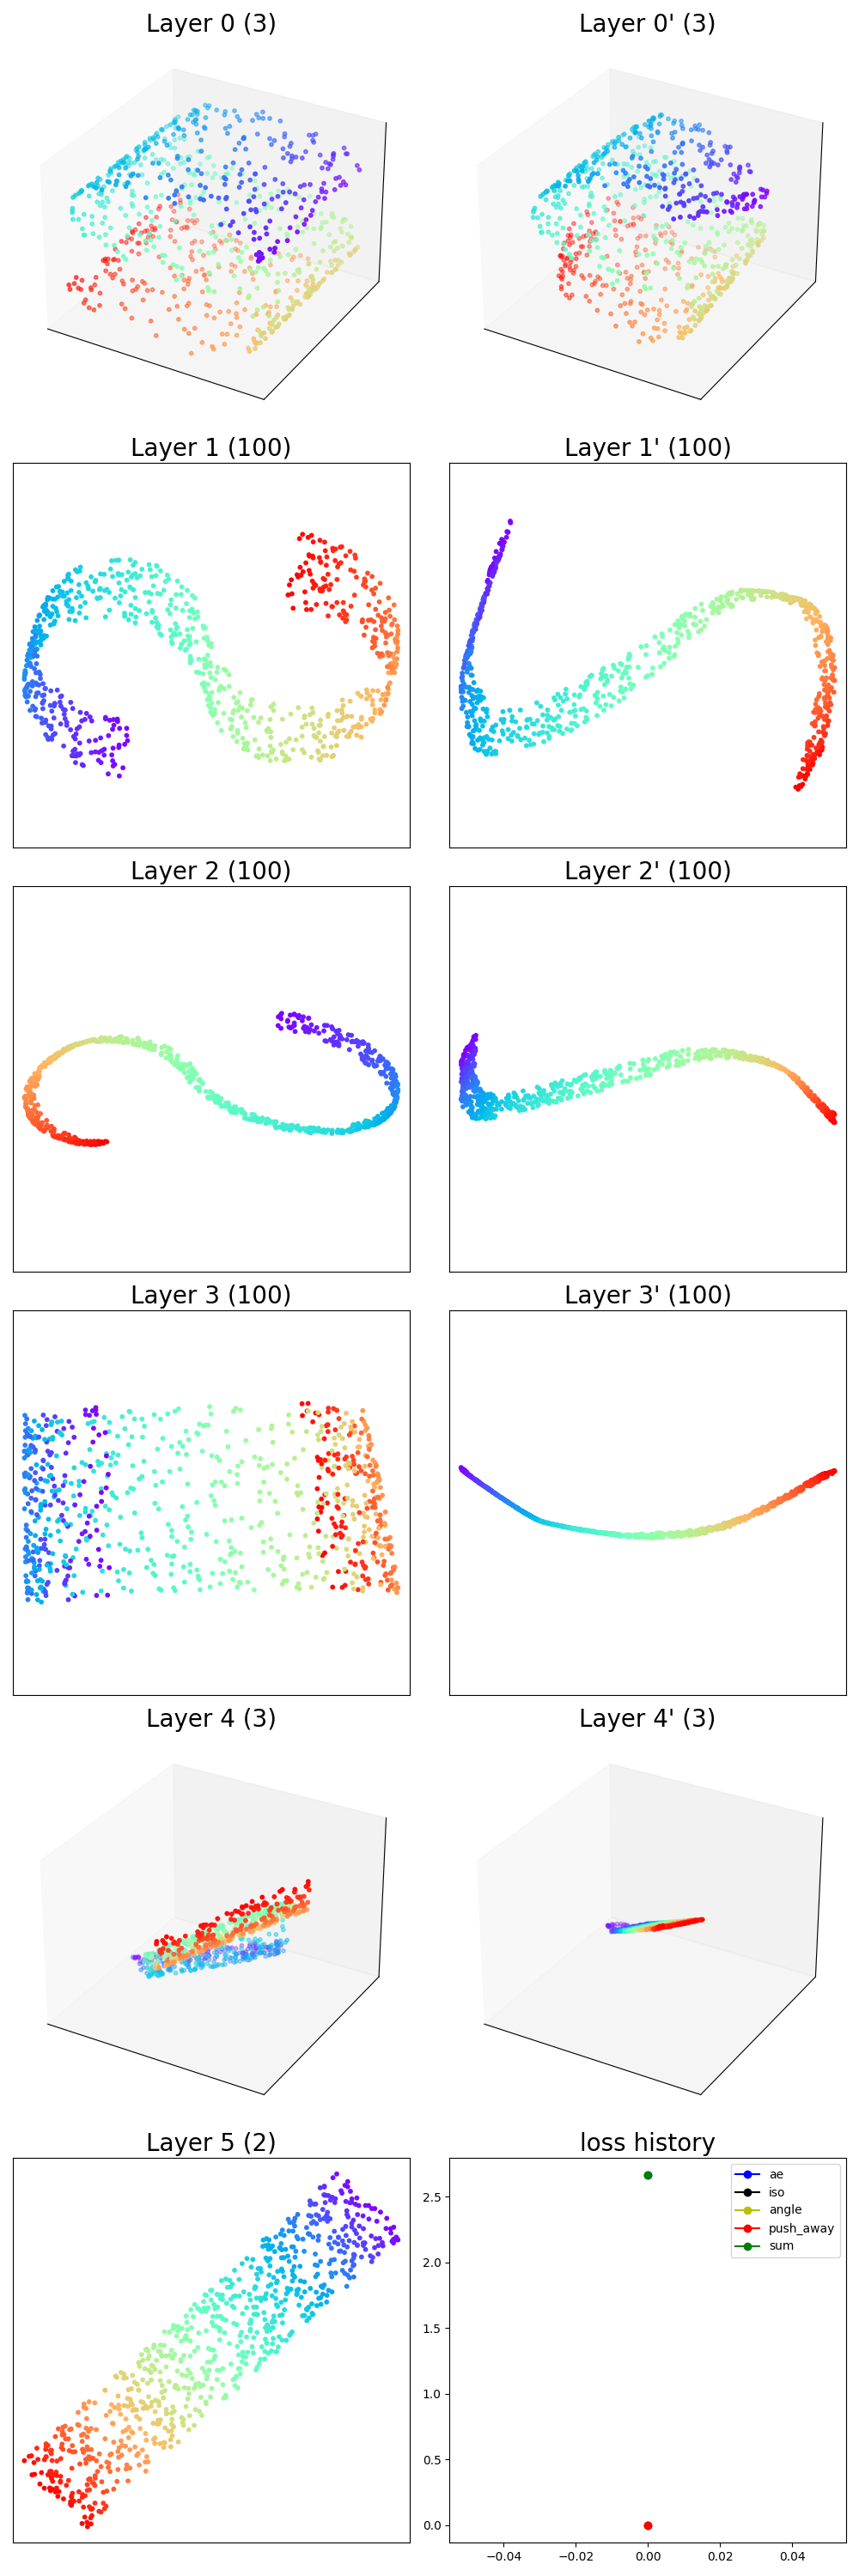 Layer 0 (3)
Layer 0' (3)
Layer 1 (100)
Layer 1' (100)
Layer 2 (100)
Layer 2' (100)
Layer 3 (100)
Layer 3' (100)
Layer 4 (3)
Layer 4' (3)
Layer 5 (2)
loss history
ae
iso
angle
push_away
sum
2.5
2.0
1.5
1.0
0.5
0.0
−0.04
−0.02
0.00
0.02
0.04